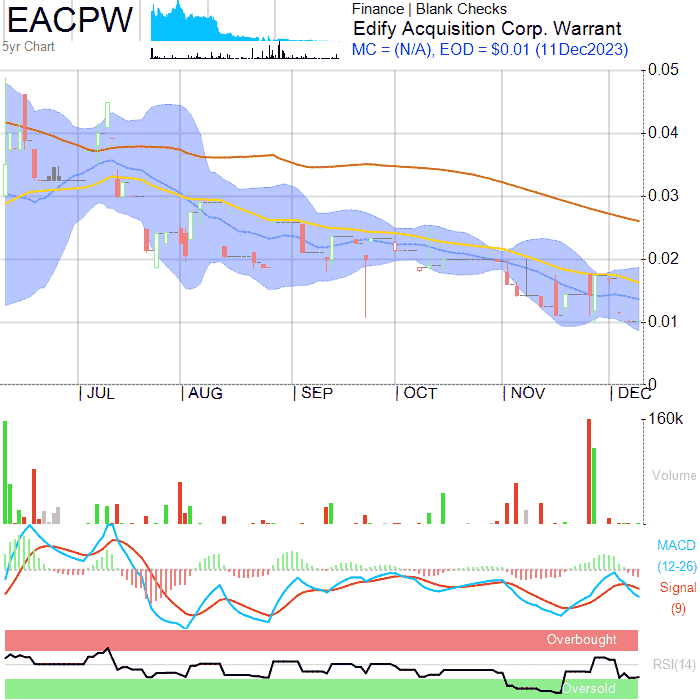 EACPW
5yr Chart
Finance | Blank Checks
Edify Acquisition Corp. Warrant
MC = (N/A), EOD = $0.01 (11Dec2023)
0.05
0.04
0.03
0.02
0.01
0
| JUL | AUG | SEP | OCT | NOV | DEC
160k
Volume
MACD
(12-26)
Signal
(9)
Overbought
RSI(14)
Oversold